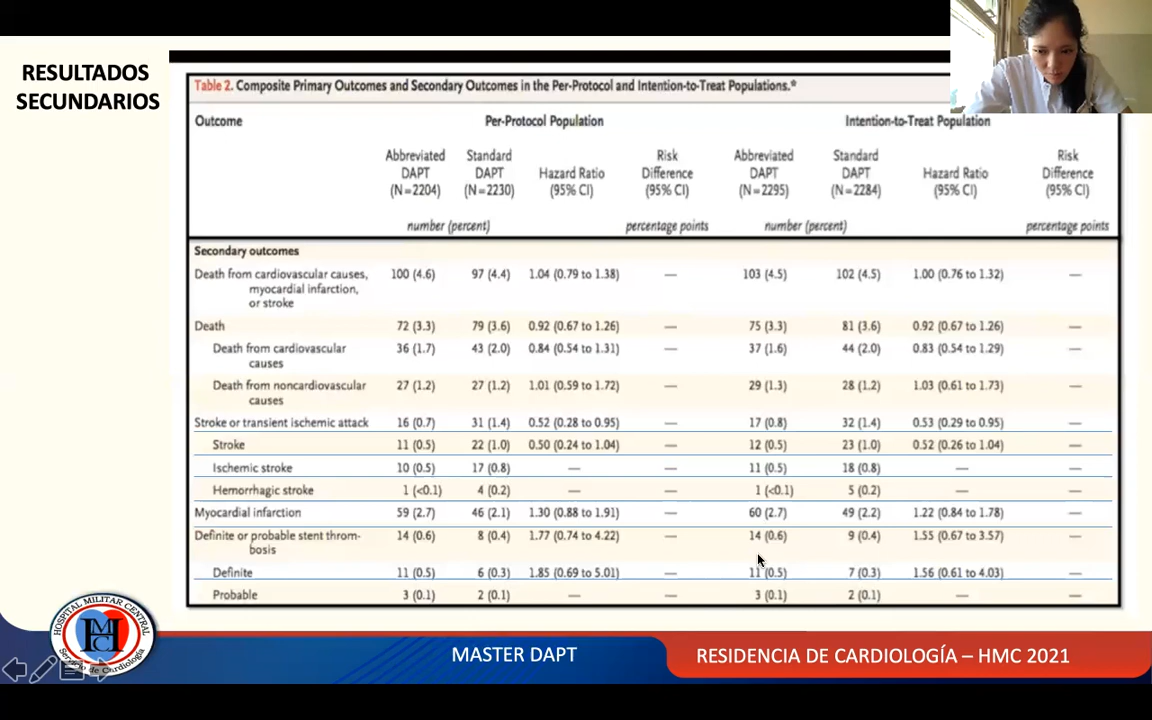 RESULTADOS
SECUNDARIOS
Table 2. Composite Primary Outcomes and Secondary Outcomes in the Per-Protocol and Intention-to-Treat Populations.*
Outcome Per-Protocol Population Intention-to-Treat Population
Abbreviated DAPT (N=2204) Standard DAPT (N=2230) Hazard Ratio (95% CI) Risk Difference (95% CI) Abbreviated DAPT (N=2295) Standard DAPT (N=2284) Hazard Ratio (95% CI) Risk Difference (95% CI)
number (percent) percentage points number (percent) percentage points
Secondary outcomes
Death from cardiovascular causes, 100 (4.6) 97 (4.4) 1.04 (0.79 to 1.38) — 103 (4.5) 102 (4.5) 1.00 (0.76 to 1.32) —
myocardial infarction,
or stroke
Death 72 (3.3) 79 (3.6) 0.92 (0.67 to 1.26) — 75 (3.3) 81 (3.6) 0.92 (0.67 to 1.26) —
Death from cardiovascular 36 (1.7) 43 (2.0) 0.84 (0.54 to 1.31) — 37 (1.6) 44 (2.0) 0.83 (0.54 to 1.29) —
causes
Death from noncardiovascular 27 (1.2) 27 (1.2) 1.01 (0.59 to 1.72) — 29 (1.3) 28 (1.2) 1.03 (0.61 to 1.73) —
causes
Stroke or transient ischemic attack 16 (0.7) 31 (1.4) 0.52 (0.28 to 0.95) — 17 (0.8) 32 (1.4) 0.53 (0.29 to 0.95) —
Stroke 11 (0.5) 22 (1.0) 0.50 (0.24 to 1.04) — 12 (0.5) 23 (1.0) 0.52 (0.26 to 1.04) —
Ischemic stroke 10 (0.5) 17 (0.8) — — 11 (0.5) 18 (0.8) — —
Hemorrhagic stroke 1 (<0.1) 4 (0.2) — — 1 (<0.1) 5 (0.2) — —
Myocardial infarction 59 (2.7) 46 (2.1) 1.30 (0.88 to 1.91) — 60 (2.7) 49 (2.2) 1.22 (0.84 to 1.78) —
Definite or probable stent throm- 14 (0.6) 8 (0.4) 1.77 (0.74 to 4.22) — 14 (0.6) 9 (0.4) 1.55 (0.67 to 3.57) —
bosis
Definite 11 (0.5) 6 (0.3) 1.85 (0.69 to 5.01) — 11 (0.5) 7 (0.3) 1.56 (0.61 to 4.03) —
Probable 3 (0.1) 2 (0.1) — — 3 (0.1) 2 (0.1) — —
HOSPITAL MILITAR CENTRAL
HMC
Servicio de Cardiología
MASTER DAPT
RESIDENCIA DE CARDIOLOGÍA – HMC 2021